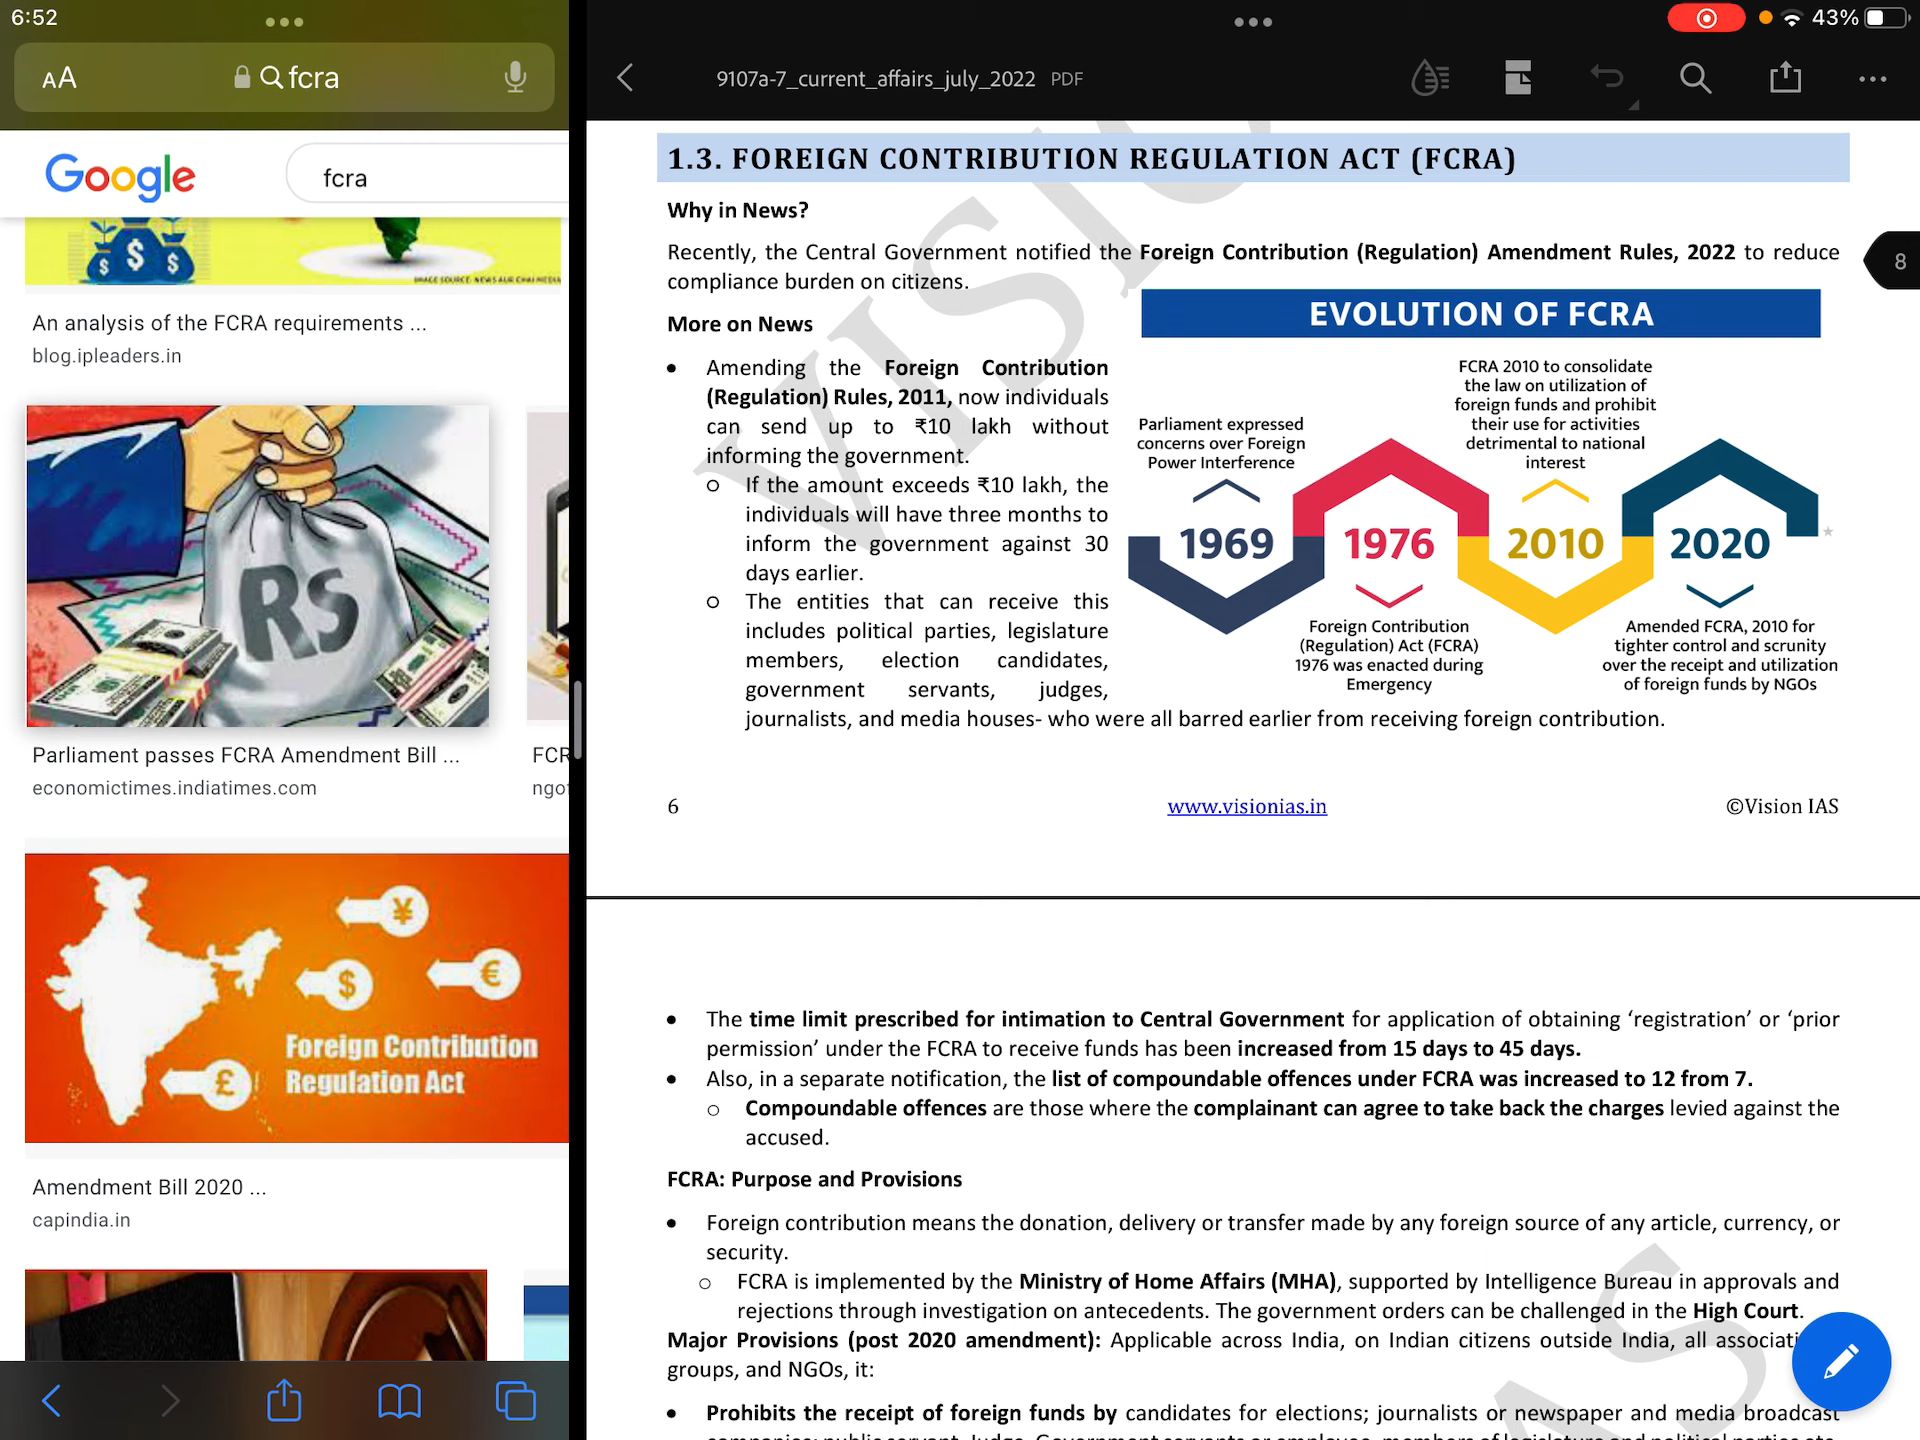 6:52
AA
fcra
Google
fcra
$
$
$
IMAGE SOURCE: NEWS AUR CHAI MEDIA
An analysis of the FCRA requirements ...
blog.ipleaders.in
RS
Parliament passes FCRA Amendment Bill ...
economictimes.indiatimes.com
FCR
ngo
¥
$
€
Foreign Contribution
Regulation Act
£
Amendment Bill 2020 ...
capindia.in
43%
9107a-7_current_affairs_july_2022 PDF
8
1.3. FOREIGN CONTRIBUTION REGULATION ACT (FCRA)
Why in News?
Recently, the Central Government notified the Foreign Contribution (Regulation) Amendment Rules, 2022 to reduce
compliance burden on citizens.
More on News
• Amending the Foreign Contribution
(Regulation) Rules, 2011, now individuals
can send up to ₹10 lakh without
informing the government.
o If the amount exceeds ₹10 lakh, the
individuals will have three months to
inform the government against 30
days earlier.
o The entities that can receive this
includes political parties, legislature
members, election candidates,
government servants, judges,
journalists, and media houses- who were all barred earlier from receiving foreign contribution.
EVOLUTION OF FCRA
Parliament expressed
concerns over Foreign
Power Interference
1969
1976
Foreign Contribution
(Regulation) Act (FCRA)
1976 was enacted during
Emergency
FCRA 2010 to consolidate
the law on utilization of
foreign funds and prohibit
their use for activities
detrimental to national
interest
2010
2020
Amended FCRA, 2010 for
tighter control and scrunity
over the receipt and utilization
of foreign funds by NGOs
6
www.visionias.in
©Vision IAS
• The time limit prescribed for intimation to Central Government for application of obtaining ‘registration’ or ‘prior
permission’ under the FCRA to receive funds has been increased from 15 days to 45 days.
• Also, in a separate notification, the list of compoundable offences under FCRA was increased to 12 from 7.
o Compoundable offences are those where the complainant can agree to take back the charges levied against the
accused.
FCRA: Purpose and Provisions
• Foreign contribution means the donation, delivery or transfer made by any foreign source of any article, currency, or
security.
o FCRA is implemented by the Ministry of Home Affairs (MHA), supported by Intelligence Bureau in approvals and
rejections through investigation on antecedents. The government orders can be challenged in the High Court.
Major Provisions (post 2020 amendment): Applicable across India, on Indian citizens outside India, all associati
groups, and NGOs, it:
• Prohibits the receipt of foreign funds by candidates for elections; journalists or newspaper and media broadcast